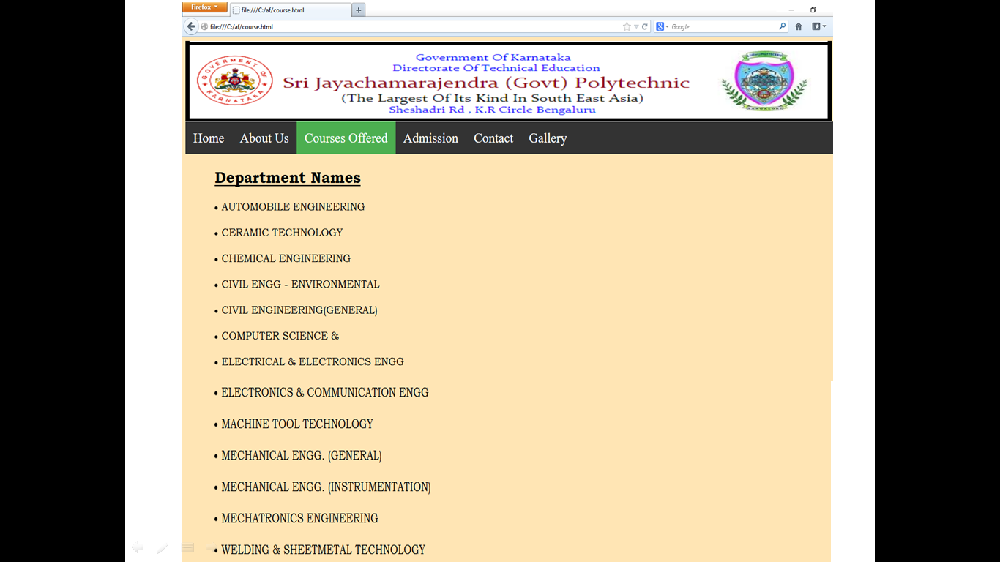 Firefox
file:///C:/af/course.html
file:///C:/af/course.html
Google
GOVERMENT OF KARNATAKA
Government Of Karnataka
Directorate Of Technical Education
Sri Jayachamarajendra (Govt) Polytechnic
(The Largest Of Its Kind In South East Asia)
Sheshadri Rd , K.R Circle Bengaluru
Home About Us Courses Offered Admission Contact Gallery
Department Names
• AUTOMOBILE ENGINEERING
• CERAMIC TECHNOLOGY
• CHEMICAL ENGINEERING
• CIVIL ENGG - ENVIRONMENTAL
• CIVIL ENGINEERING(GENERAL)
• COMPUTER SCIENCE &
• ELECTRICAL & ELECTRONICS ENGG
• ELECTRONICS & COMMUNICATION ENGG
• MACHINE TOOL TECHNOLOGY
• MECHANICAL ENGG. (GENERAL)
• MECHANICAL ENGG. (INSTRUMENTATION)
• MECHATRONICS ENGINEERING
• WELDING & SHEETMETAL TECHNOLOGY